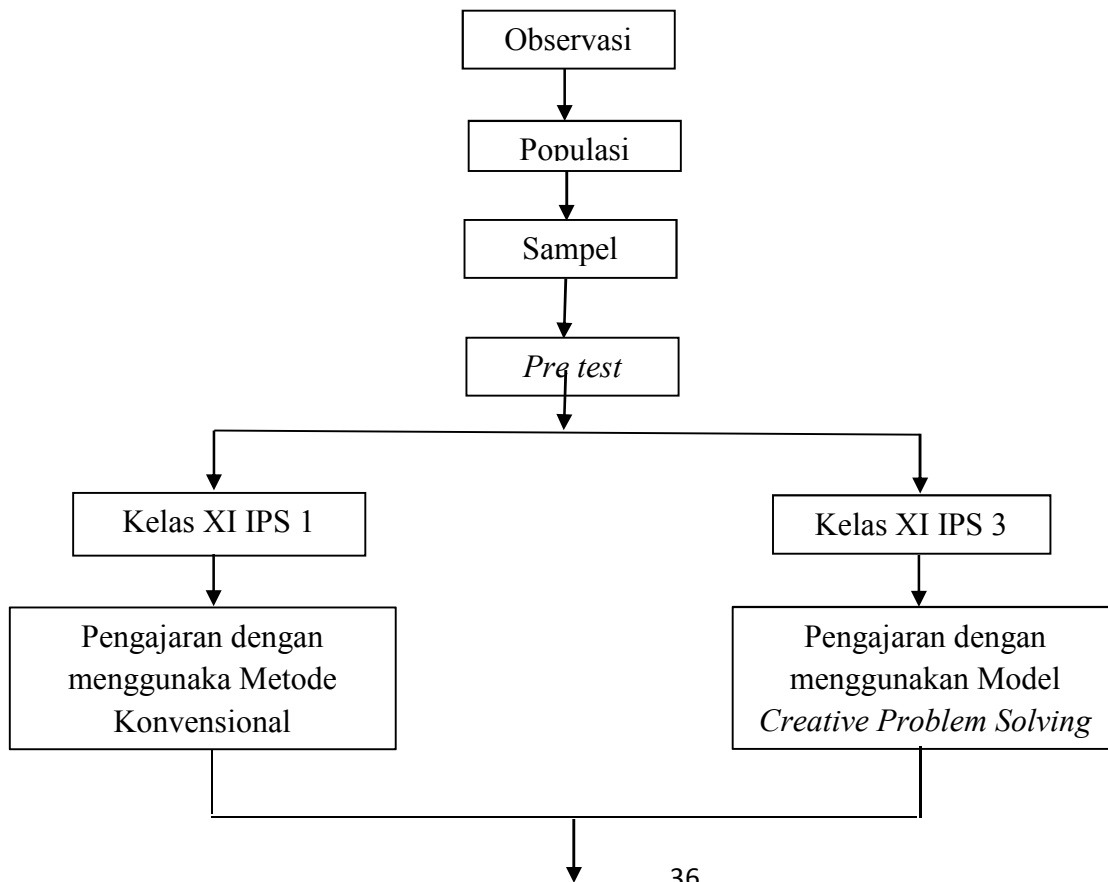 Observasi
Populasi
Sampel
Pre test
Kelas XI IPS 1
Kelas XI IPS 3
Pengajaran dengan
menggunaka Metode
Konvensional
Pengajaran dengan
menggunakan Model
Creative Problem Solving
36